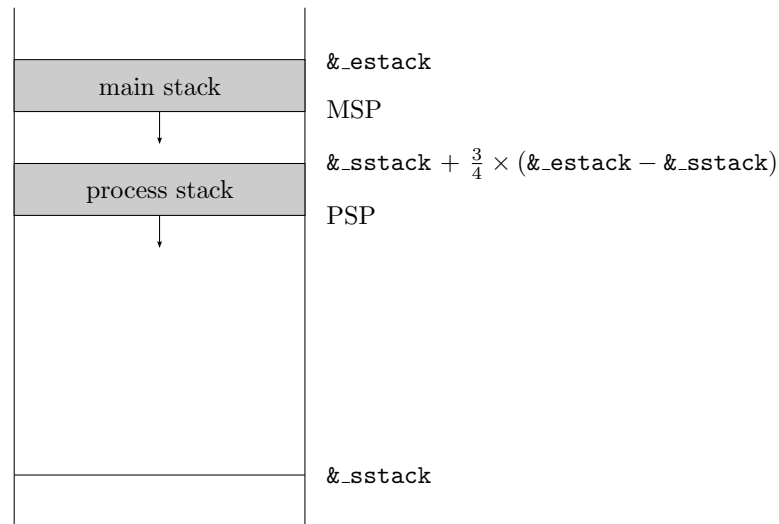 &_estack
main stack
MSP
&_sstack + 3/4 × (&_estack − &_sstack)
process stack
PSP
&_sstack